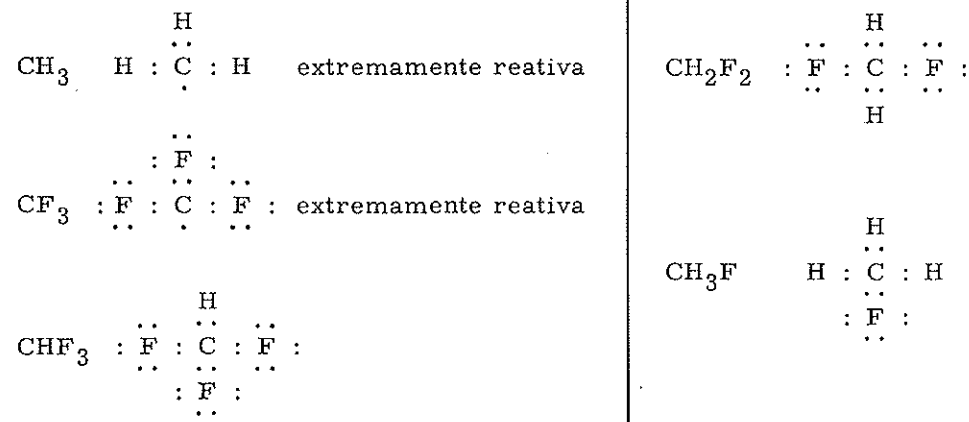 H
CH₃ H : C : H extremamente reativa
: F :
CF₃ : F : C : F : extremamente reativa
H
CHF₃ : F : C : F :
: F :
H
CH₂F₂ : F : C : F :
H
H
CH₃F H : C : H
: F :